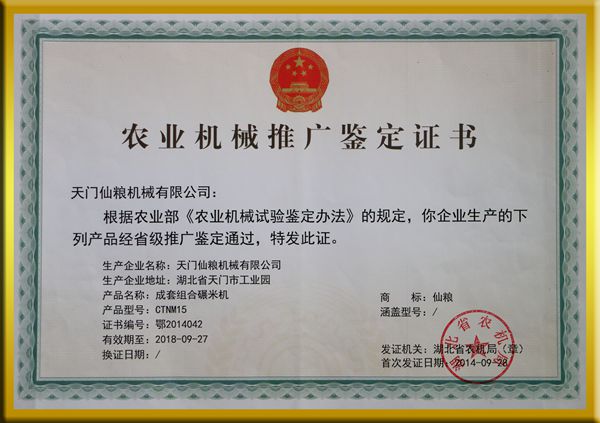 农业机械推广鉴定证书
天门仙粮机械有限公司：
根据农业部《农业机械试验鉴定办法》的规定，你企业生产的下
列产品经省级推广鉴定通过，特发此证。
生产企业名称：天门仙粮机械有限公司
生产企业地址：湖北省天门市工业园
产品名称：成套组合碾米机
产品型号：CTNM15
证书编号：鄂2014042
有效期至：2018-09-27
换证日期：/
商 标：仙粮
涵盖型号：/
发证机关：湖北省农机局（章）
首次发证日期：2014-09-28
湖北省农机局